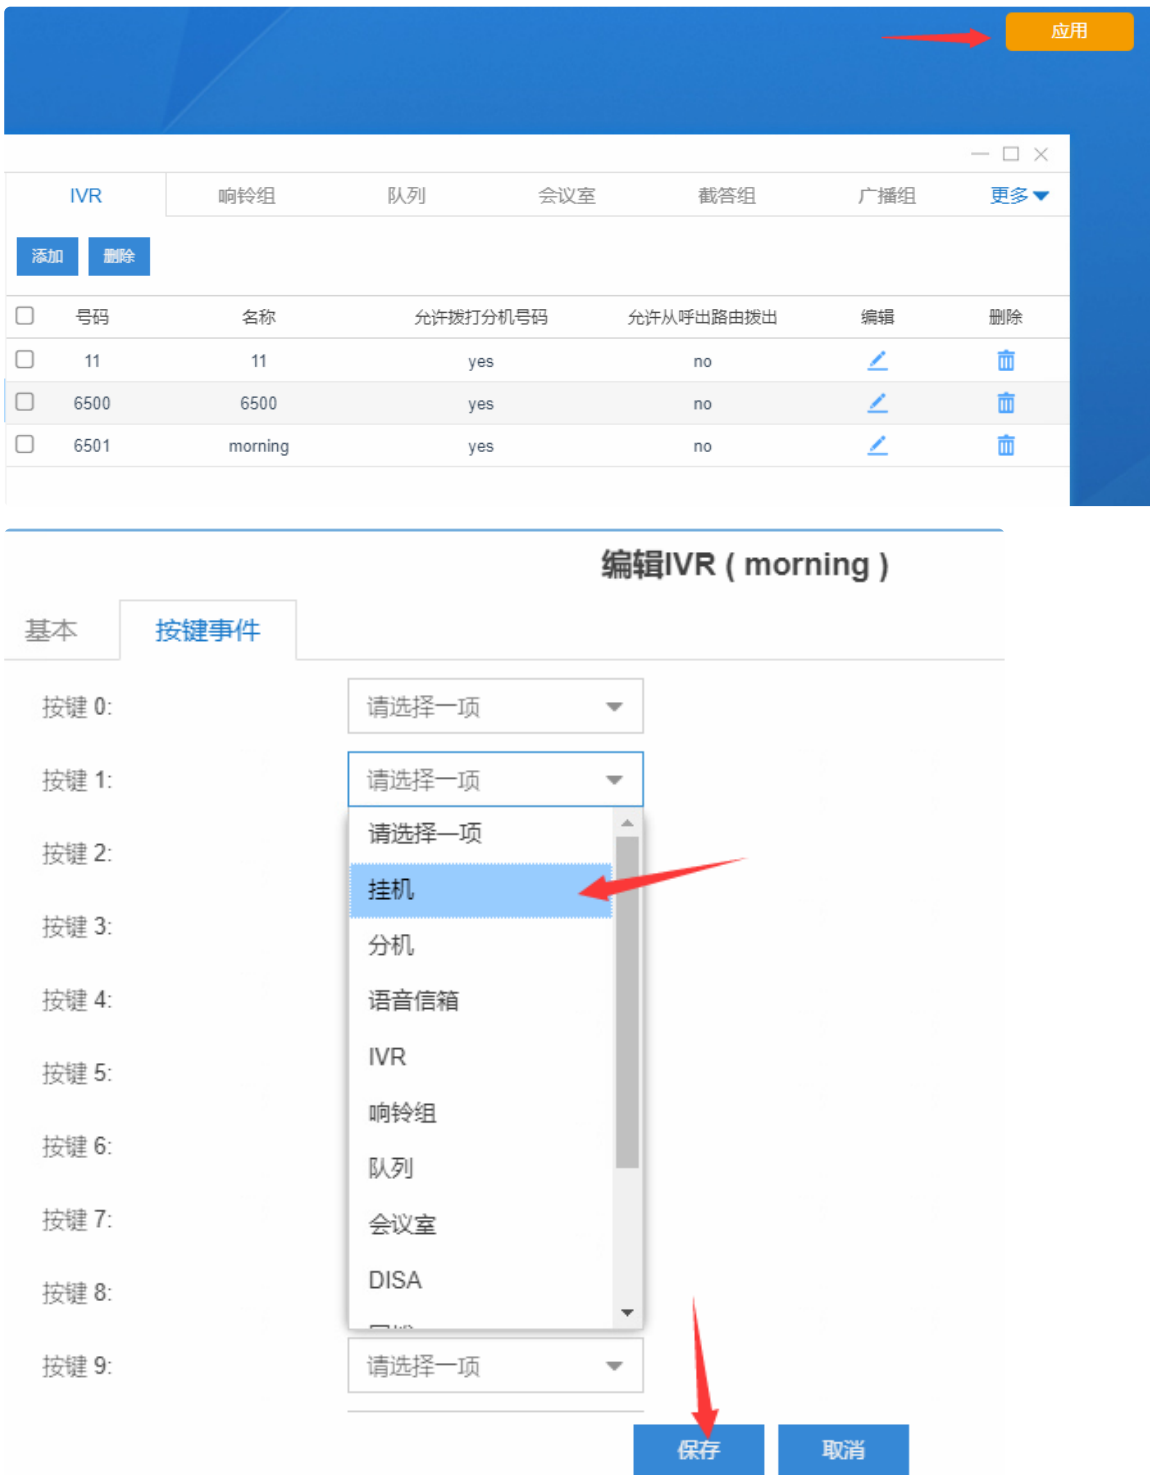 应用
IVR 响铃组 队列 会议室 截答组 广播组 更多
添加 删除
号码 名称 允许拨打分机号码 允许从呼出路由拨出 编辑 删除
11 11 yes no
6500 6500 yes no
6501 morning yes no
编辑IVR ( morning )
基本 按键事件
按键 0: 请选择一项
按键 1: 请选择一项
请选择一项
按键 2:
挂机
按键 3:
分机
按键 4: 语音信箱
IVR
按键 5:
响铃组
按键 6:
队列
按键 7: 会议室
DISA
按键 8:
按键 9: 请选择一项
保存 取消